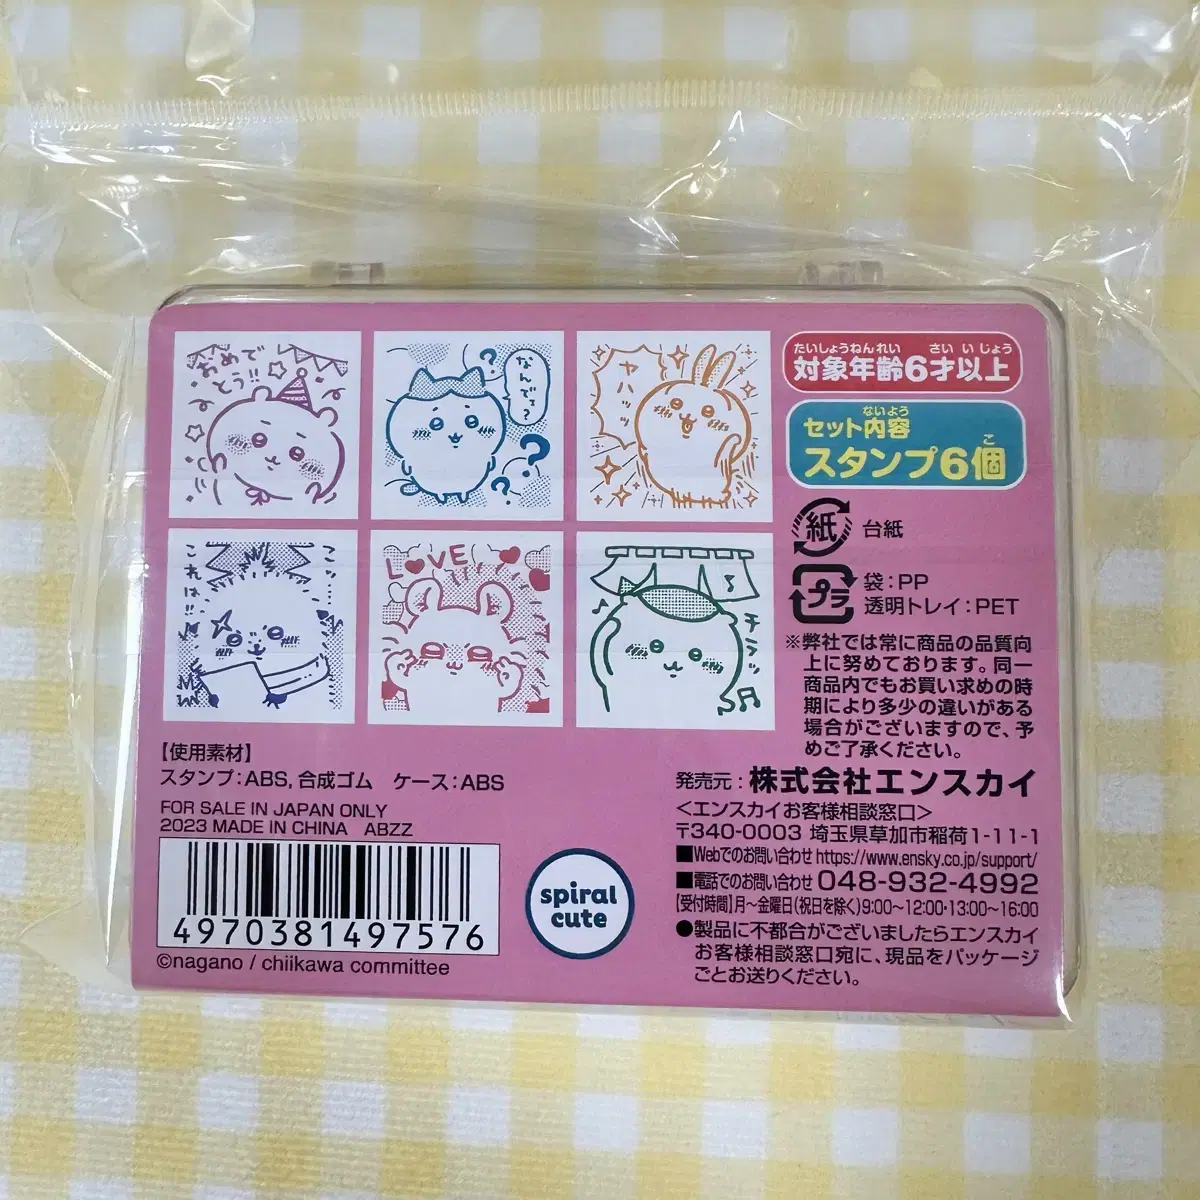 おめで
とう!!
なんでぇ?
ヤハッ
こッ……
これは!!
LOVE
チラッ
たいしょうねんれい さいいじょう
対象年齢6才以上
ないよう
セット内容
こ
スタンプ6個
紙
台紙
プラ
袋:PP
透明トレイ:PET
※弊社では常に商品の品質向
上に努めております。同一
商品内でもお買い求めの時
期により多少の違いがある
場合がございますので、予
めご了承ください。
【使用素材】
スタンプ:ABS, 合成ゴム ケース:ABS
FOR SALE IN JAPAN ONLY
2023 MADE IN CHINA ABZZ
4970381497576
©nagano / chiikawa committee
spiral
cute
発売元:株式会社エンスカイ
<エンスカイお客様相談窓口>
〒340-0003 埼玉県草加市稲荷1-11-1
■Webでのお問い合わせ https://www.ensky.co.jp/support/
■電話でのお問い合わせ 048-932-4992
【受付時間】月~金曜日(祝日を除く)9:00~12:00・13:00~16:00
●製品に不都合がございましたらエンスカイ
お客様相談窓口宛に、現品をパッケージ
ごとお送りください。